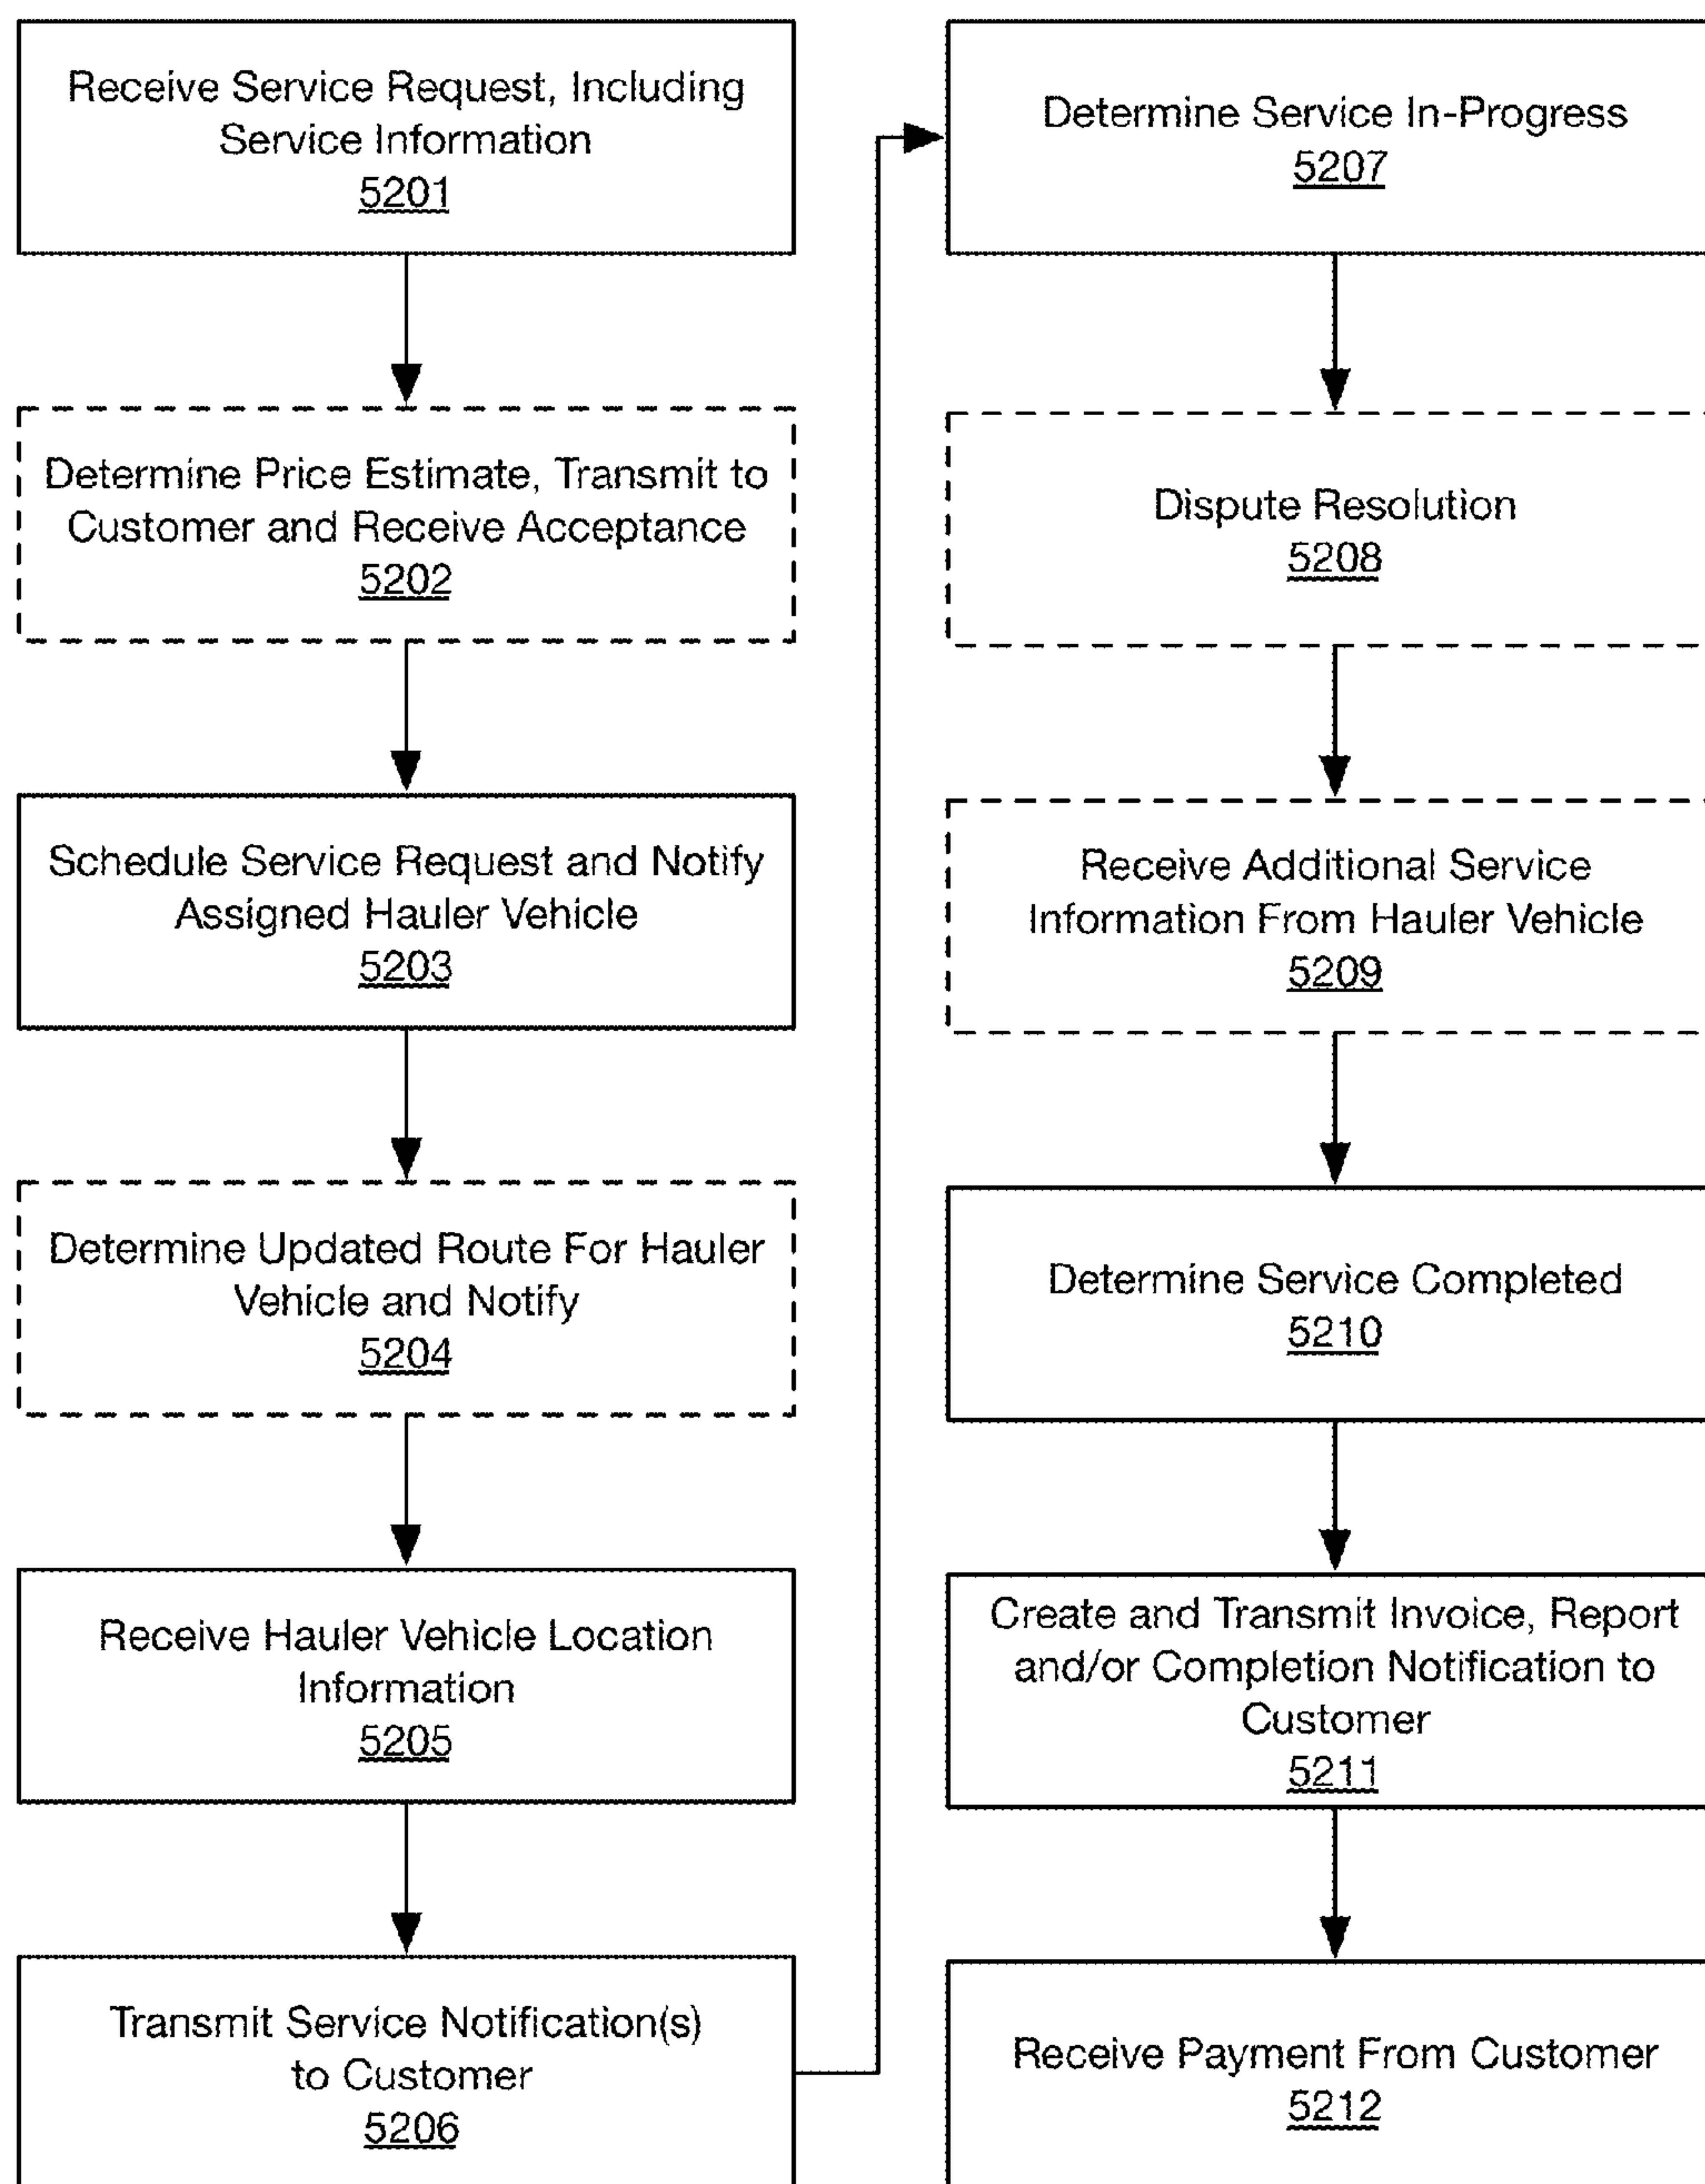 Receive Service Request, Including
Service Information
5201
Determine Price Estimate, Transmit to
Customer and Receive Acceptance
5202
Schedule Service Request and Notify
Assigned Hauler Vehicle
5203
Determine Updated Route For Hauler
Vehicle and Notify
5204
Receive Hauler Vehicle Location
Information
5205
Transmit Service Notification(s)
to Customer
5206
Determine Service In-Progress
5207
Dispute Resolution
5208
Receive Additional Service
Information From Hauler Vehicle
5209
Determine Service Completed
5210
Create and Transmit Invoice, Report
and/or Completion Notification to
Customer
5211
Receive Payment From Customer
5212